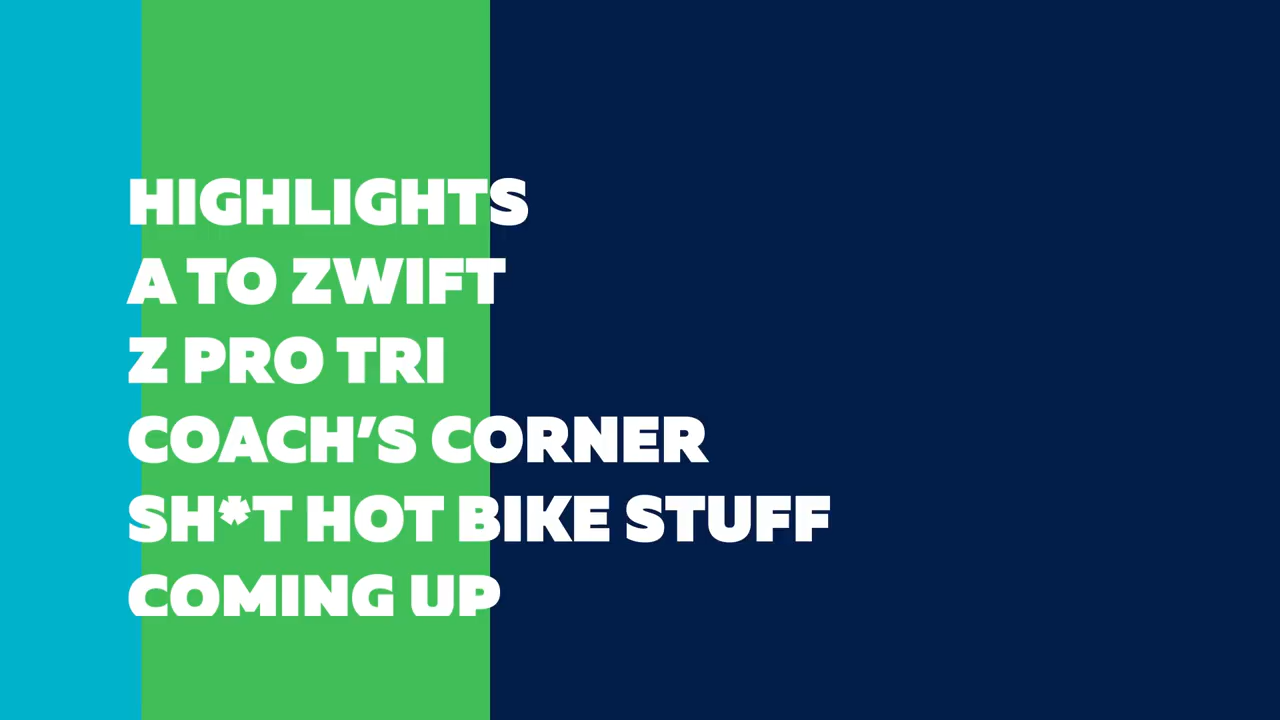 HIGHLIGHTS
A TO ZWIFT
Z PRO TRI
COACH’S CORNER
SH*T HOT BIKE STUFF
COMING UP